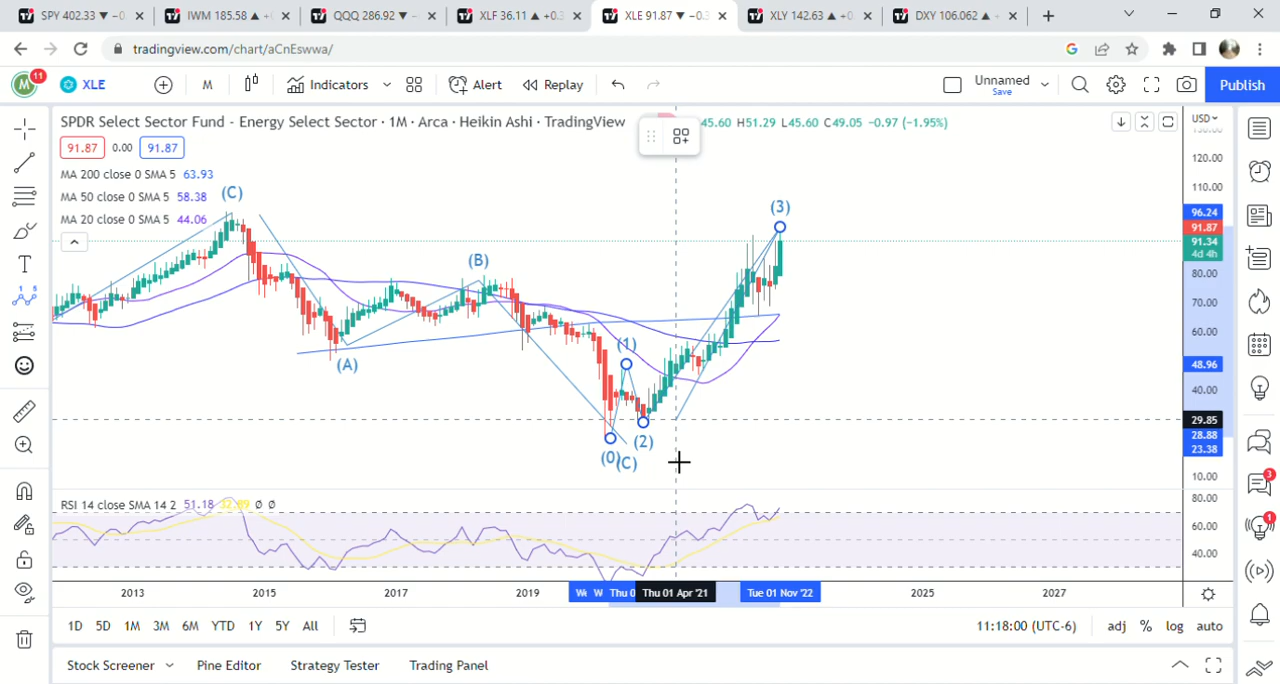 SPY 402.33 ▼ −0
IWM 185.58 ▲ +
QQQ 286.92 ▼ −
XLF 36.11 ▲ +0.
XLE 91.87 ▼ −0.
XLY 142.63 ▲ +0
DXY 106.062 ▲
tradingview.com/chart/aCnEswwa/
M 11 XLE M Indicators Alert Replay Unnamed Publish
Save
SPDR Select Sector Fund - Energy Select Sector · 1M · Arca · Heikin Ashi · TradingView 45.60 H51.29 L45.60 C49.05 −0.97 (−1.95%) USD
130.00
91.87 0.00 91.87
120.00
MA 200 close 0 SMA 5 63.93
110.00
MA 50 close 0 SMA 5 58.38
(C)
(3)
96.24
MA 20 close 0 SMA 5 44.06
91.87
91.34
4d 4h
(B)
80.00
70.00
60.00
(1)
48.96
(A)
40.00
29.85
28.88
(2)
23.38
(0) (C)
10.00
RSI 14 close SMA 14 2 51.18 32.89 Ø Ø
80.00
60.00
40.00
2013 2015 2017 2019 Thu 01 Apr '21 Tue 01 Nov '22 2025 2027
1D 5D 1M 3M 6M YTD 1Y 5Y All 11:18:00 (UTC-6) adj % log auto
Stock Screener Pine Editor Strategy Tester Trading Panel
3
1